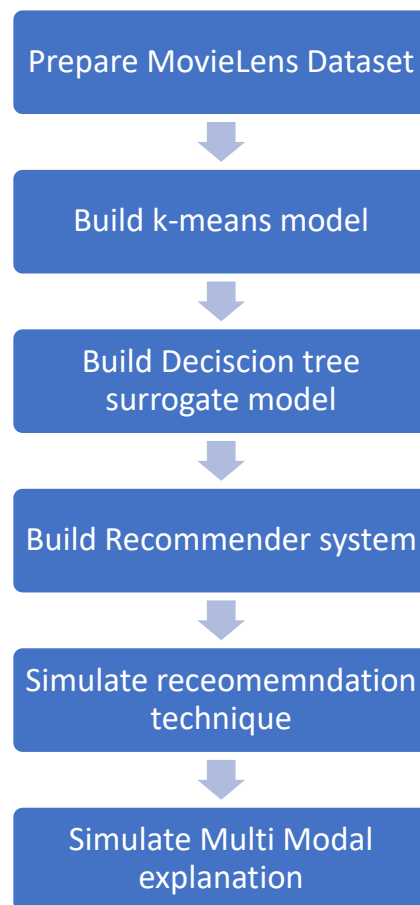 Prepare MovieLens Dataset
Build k-means model
Build Deciscion tree
surrogate model
Build Recommender system
Simulate receomemndation
technique
Simulate Multi Modal
explanation